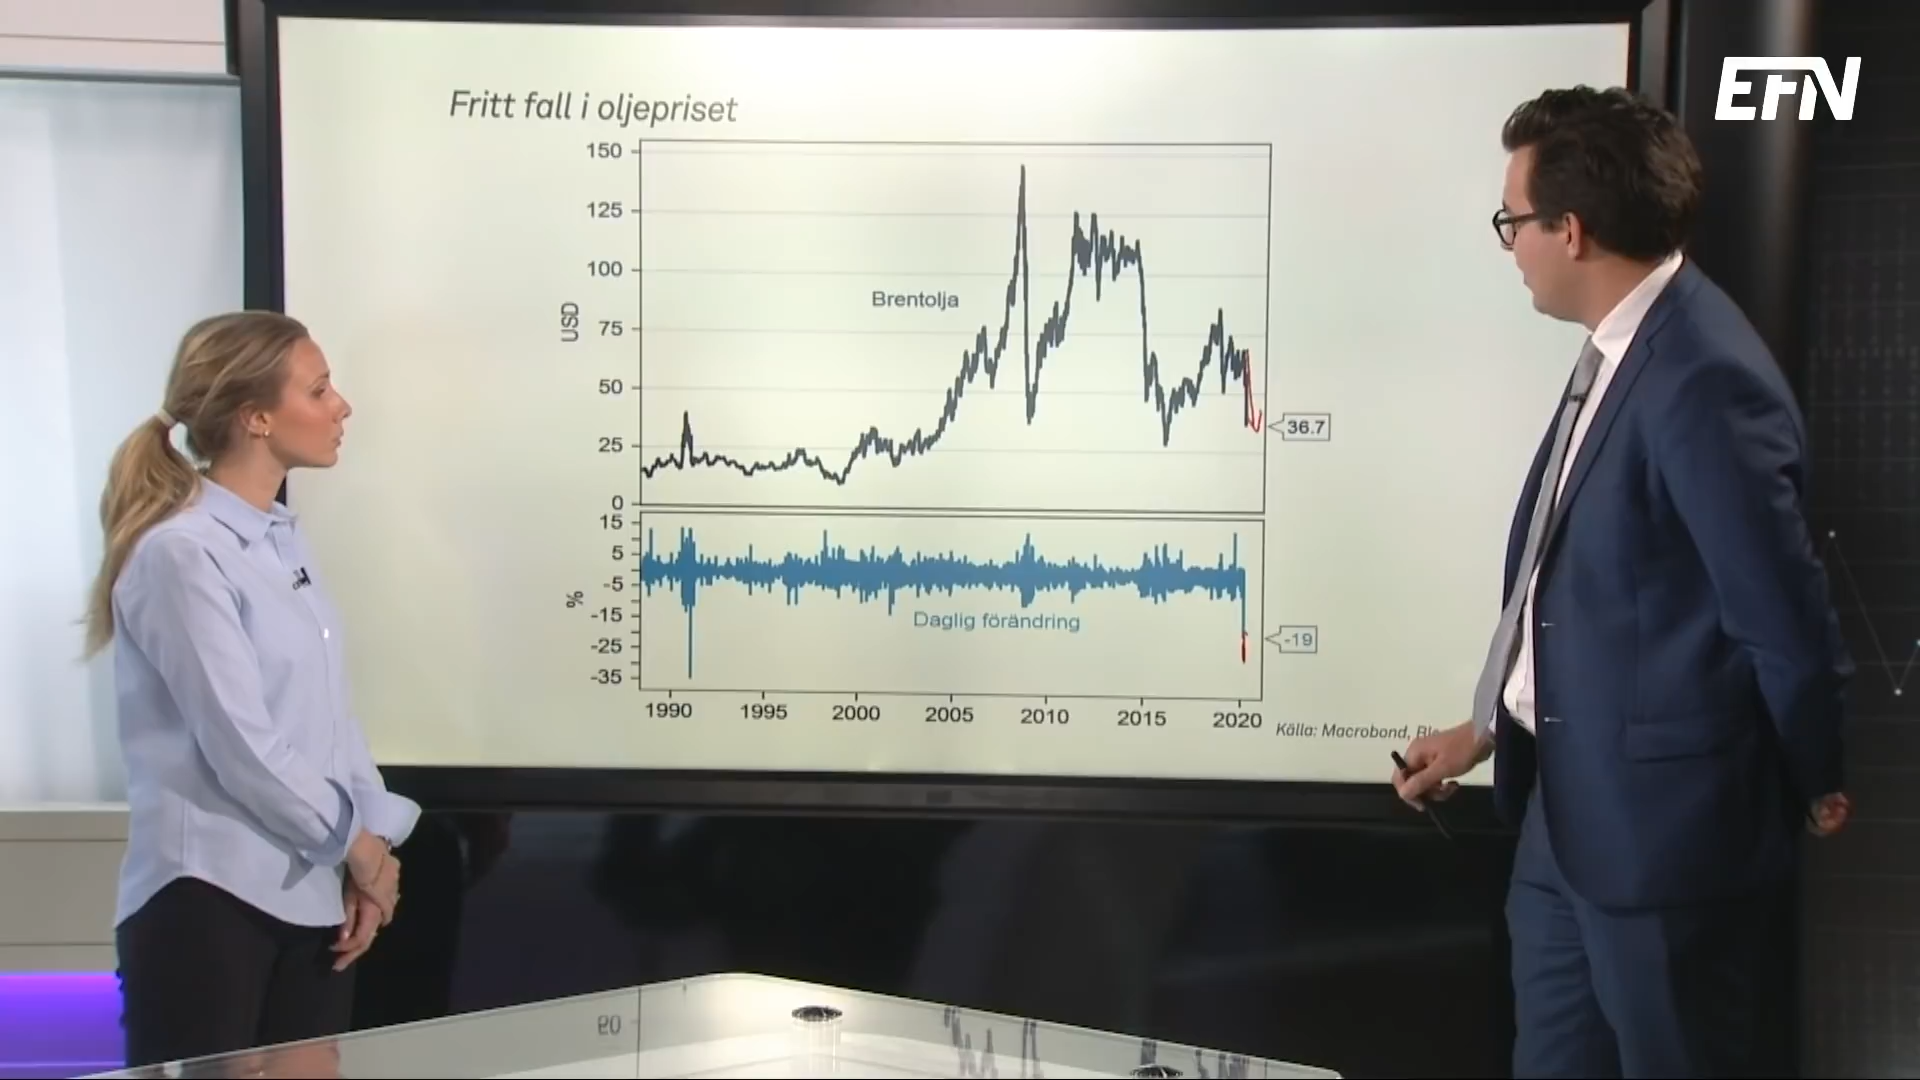 EFN
Fritt fall i oljepriset
150
125
100
75
50
25
0
USD
Brentolja
36.7
15
5
-5
-15
-25
-35
%
Daglig förändring
-19
1990 1995 2000 2005 2010 2015 2020
Källa: Macrobond,